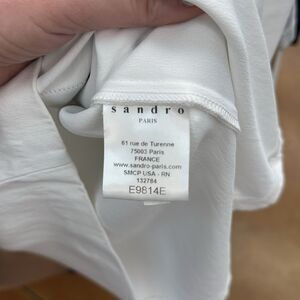 sandro
PARIS
61 rue de Turenne
75003 Paris
FRANCE
www.sandro-paris.com
SMCP USA - RN
132784
E9814E